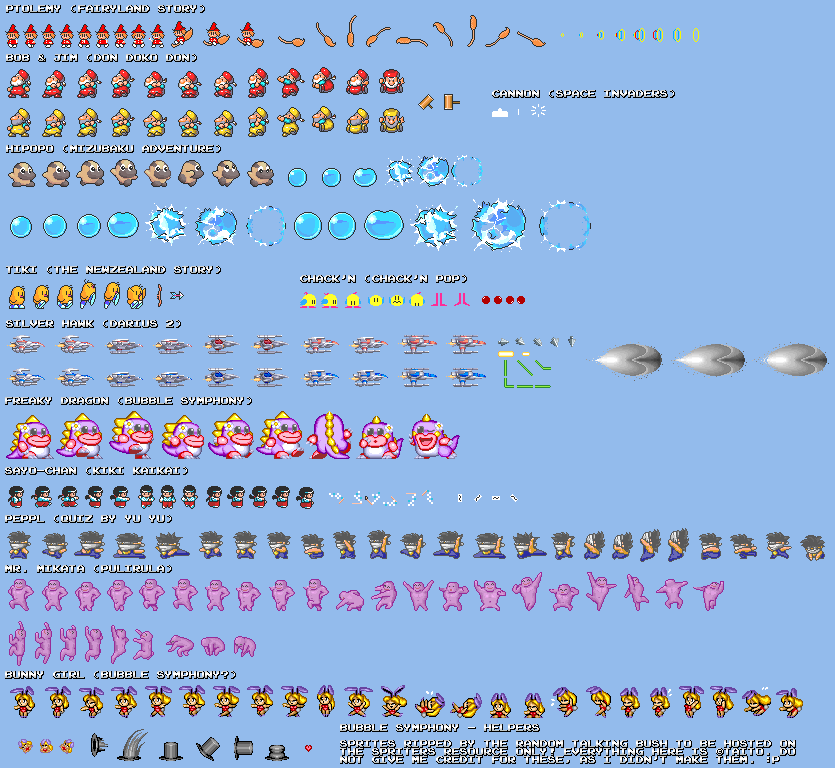 PTOLEMY (FAIRYLAND STORY)
BOB & JIM (DON DOKO DON)
CANNON (SPACE INVADERS)
HIPOPO (MIZUBAKU ADVENTURE)
TIKI (THE NEWZEALAND STORY)
CHACK'N (CHACK'N POP)
SILVER HAWK (DARIUS 2)
FREAKY DRAGON (BUBBLE SYMPHONY)
SAYO-CHAN (KIKI KAIKAI)
PEPPL (QUIZ BY YU YU)
MR. MIKATA (PULIRULA)
BUNNY GIRL (BUBBLE SYMPHONY?)
BUBBLE SYMPHONY - HELPERS
SPRITES RIPPED BY THE RANDOM TALKING BUSH TO BE HOSTED ON
THE SPRITERS RESOURCE ONLY! EVERYTHING HERE IS @TAITO. DO
NOT GIVE ME CREDIT FOR THESE, AS I DIDN'T MAKE THEM. :P